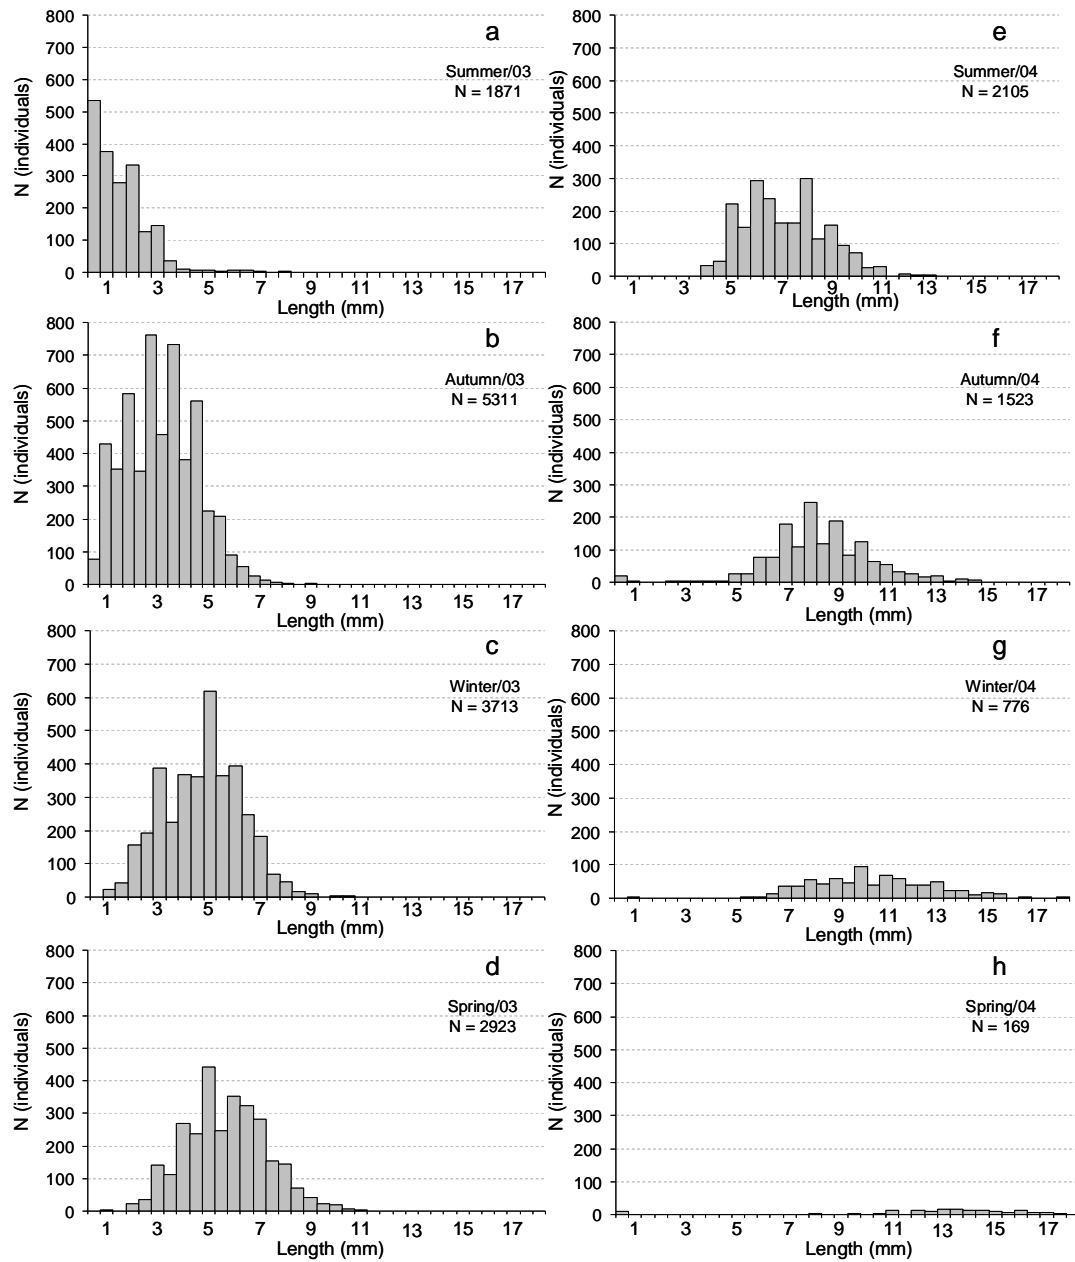 a
Summer/03
N = 1871
N (individuals)
800
700
600
500
400
300
200
100
0
1 3 5 7 9 11 13 15 17
Length (mm)
e
Summer/04
N = 2105
N (individuals)
800
700
600
500
400
300
200
100
0
1 3 5 7 9 11 13 15 17
Length (mm)
b
Autumn/03
N = 5311
N (individuals)
800
700
600
500
400
300
200
100
0
1 3 5 7 9 11 13 15 17
Length (mm)
f
Autumn/04
N = 1523
N (individuals)
800
700
600
500
400
300
200
100
0
1 3 5 7 9 11 13 15 17
Length (mm)
c
Winter/03
N = 3713
N (individuals)
800
700
600
500
400
300
200
100
0
1 3 5 7 9 11 13 15 17
Length (mm)
g
Winter/04
N = 776
N (individuals)
800
700
600
500
400
300
200
100
0
1 3 5 7 9 11 13 15 17
Length (mm)
d
Spring/03
N = 2923
N (individuals)
800
700
600
500
400
300
200
100
0
1 3 5 7 9 11 13 15 17
Length (mm)
h
Spring/04
N = 169
N (individuals)
800
700
600
500
400
300
200
100
0
1 3 5 7 9 11 13 15 17
Length (mm)